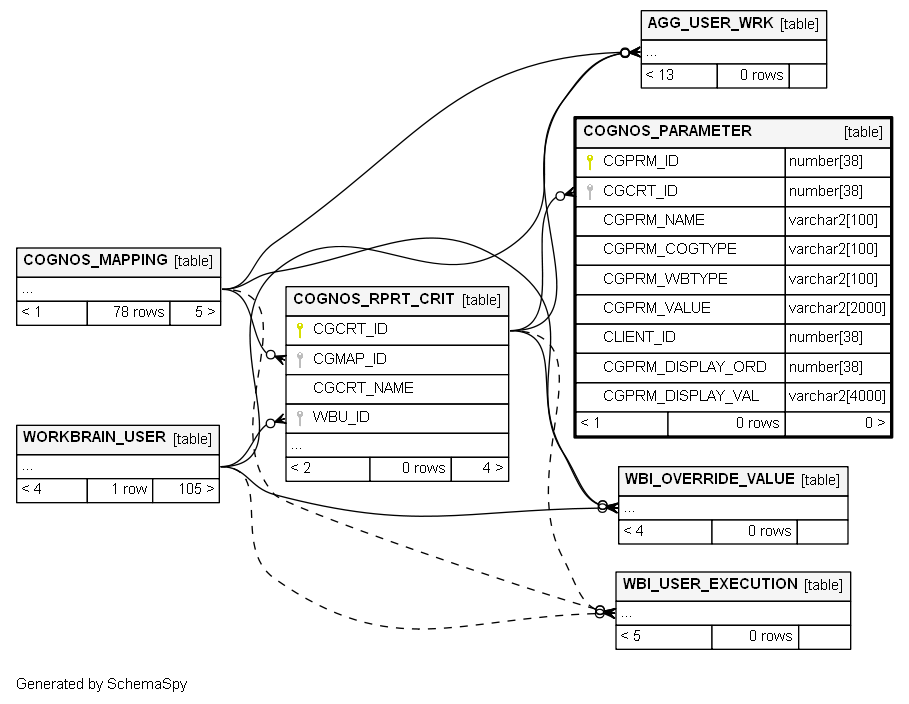 AGG_USER_WRK [table]
...
< 13 0 rows
COGNOS_PARAMETER [table]
CGPRM_ID number[38]
CGCRT_ID number[38]
CGPRM_NAME varchar2[100]
CGPRM_COGTYPE varchar2[100]
CGPRM_WBTYPE varchar2[100]
CGPRM_VALUE varchar2[2000]
CLIENT_ID number[38]
CGPRM_DISPLAY_ORD number[38]
CGPRM_DISPLAY_VAL varchar2[4000]
< 1 0 rows 0 >
COGNOS_MAPPING [table]
...
< 1 78 rows 5 >
COGNOS_RPRT_CRIT [table]
CGCRT_ID
CGMAP_ID
CGCRT_NAME
WBU_ID
...
< 2 0 rows 4 >
WORKBRAIN_USER [table]
...
< 4 1 row 105 >
WBI_OVERRIDE_VALUE [table]
...
< 4 0 rows
WBI_USER_EXECUTION [table]
...
< 5 0 rows
Generated by SchemaSpy